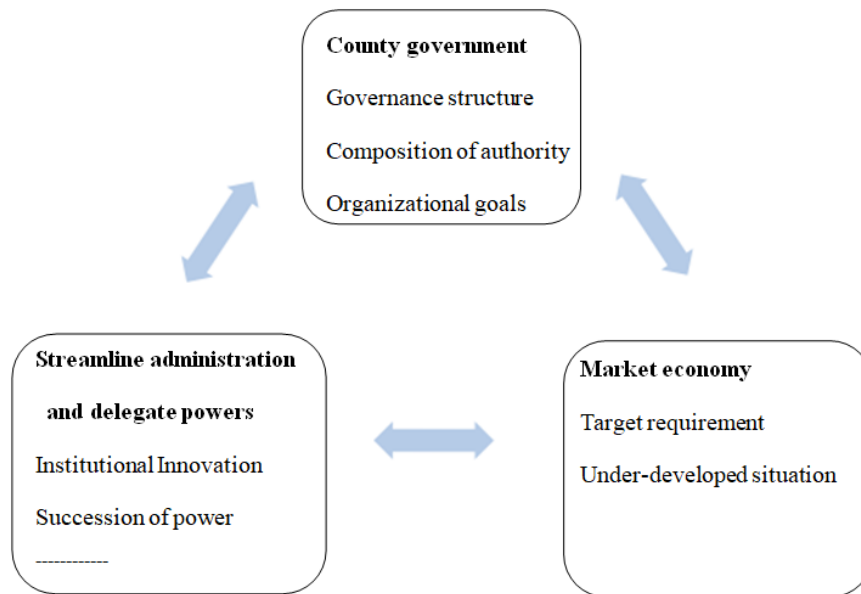 County government
Governance structure
Composition of authority
Organizational goals
Streamline administration
and delegate powers
Institutional Innovation
Succession of power
------------
Market economy
Target requirement
Under-developed situation